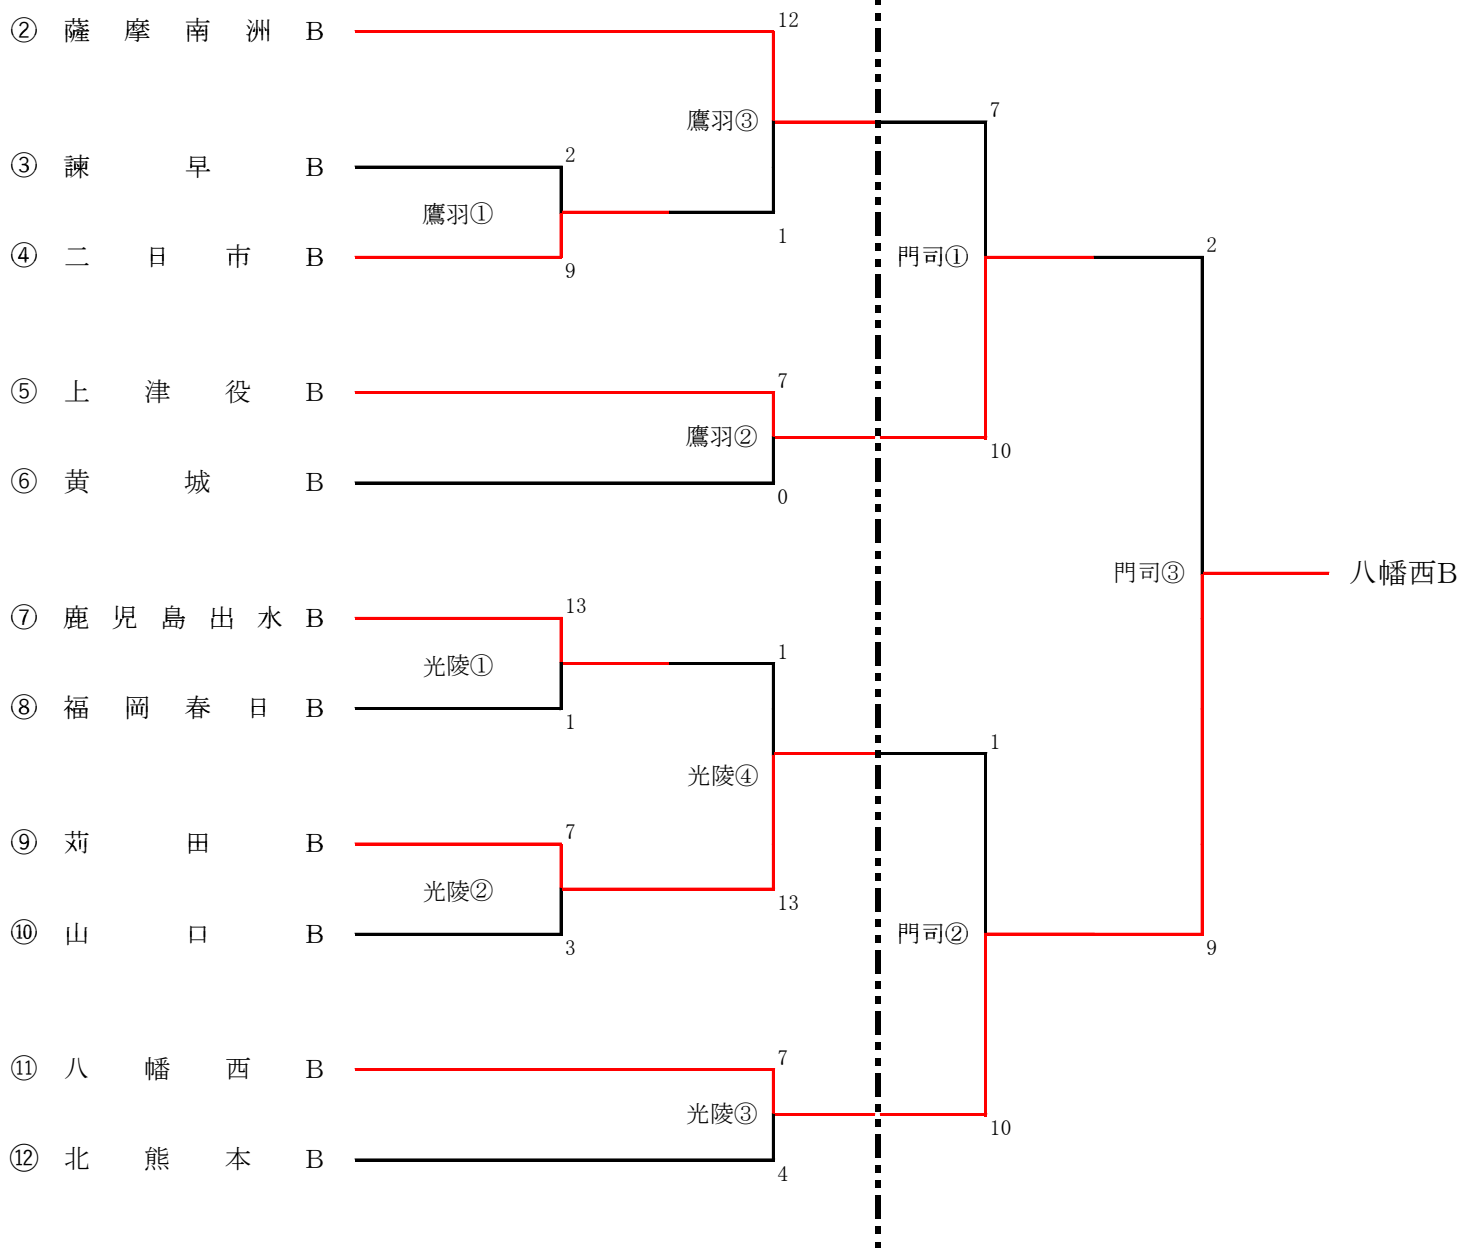 ② 薩摩南洲 B
12
鷹羽③
7
③ 諫早 B
2
鷹羽①
1
④ 二日市 B
9
門司①
2
⑤ 上津役 B
7
鷹羽②
10
⑥ 黄城 B
0
門司③
八幡西B
⑦ 鹿児島出水 B
13
光陵①
1
⑧ 福岡春日 B
1
1
光陵④
⑨ 苅田 B
7
光陵②
13
⑩ 山口 B
3
門司②
9
⑪ 八幡西 B
7
光陵③
10
⑫ 北熊本 B
4